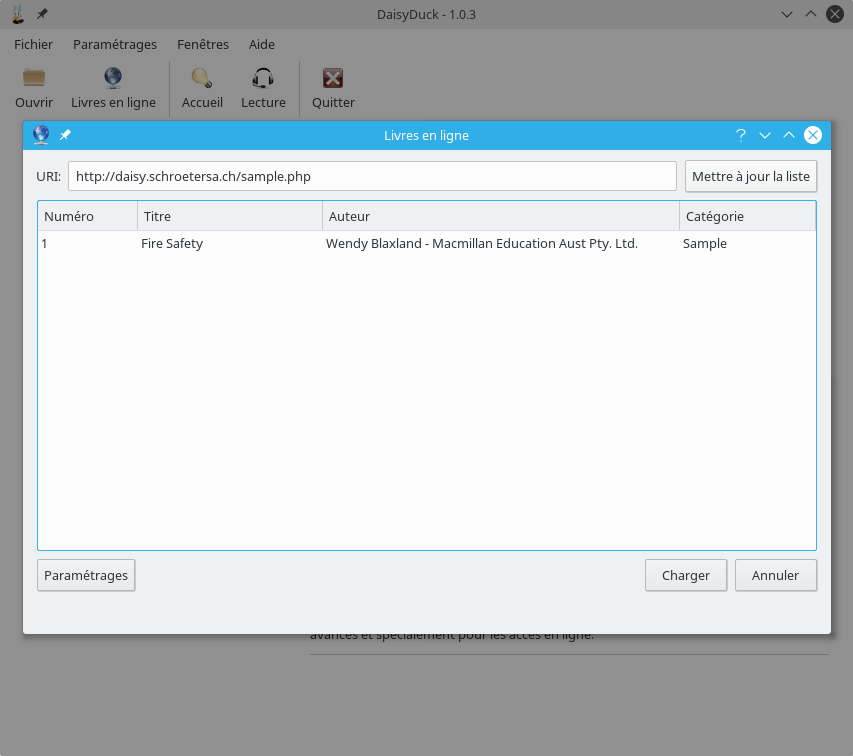 DaisyDuck - 1.0.3
Fichier Paramétrages Fenêtres Aide
Ouvrir Livres en ligne Accueil Lecture Quitter
Livres en ligne
URI: http://daisy.schroetersa.ch/sample.php Mettre à jour la liste
Numéro Titre Auteur Catégorie
1 Fire Safety Wendy Blaxland - Macmillan Education Aust Pty. Ltd. Sample
Paramétrages Charger Annuler
avancés et spécialement pour les accès en ligne.